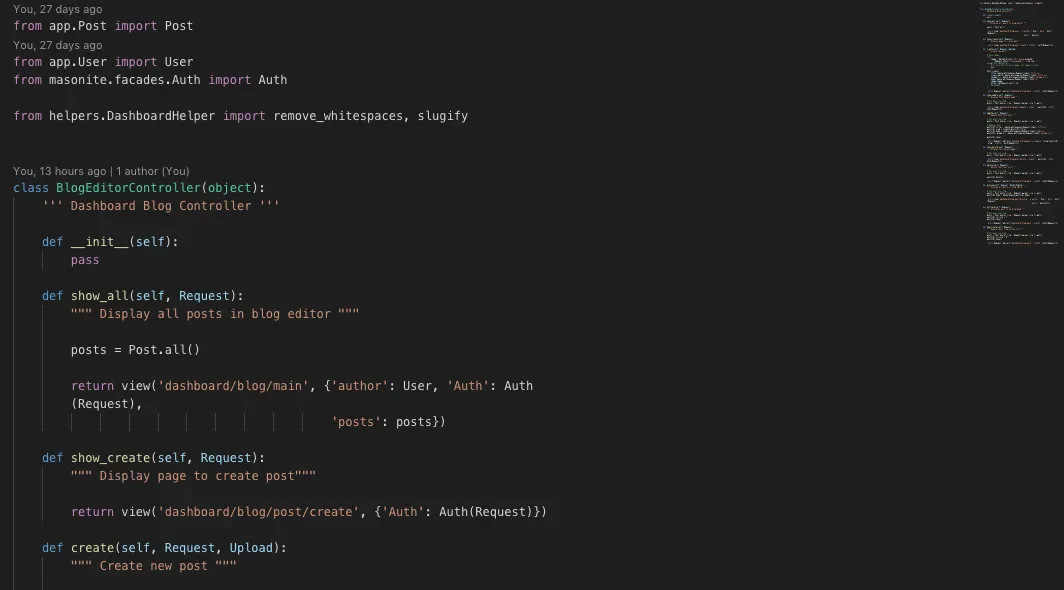 You, 27 days ago
from app.Post import Post
You, 27 days ago
from app.User import User
from masonite.facades.Auth import Auth
from helpers.DashboardHelper import remove_whitespaces, slugify
You, 13 hours ago | 1 author (You)
class BlogEditorController(object):
''' Dashboard Blog Controller '''
def __init__(self):
pass
def show_all(self, Request):
""" Display all posts in blog editor """
posts = Post.all()
return view('dashboard/blog/main', {'author': User, 'Auth': Auth
(Request),
'posts': posts})
def show_create(self, Request):
""" Display page to create post"""
return view('dashboard/blog/post/create', {'Auth': Auth(Request)})
def create(self, Request, Upload):
""" Create new post """